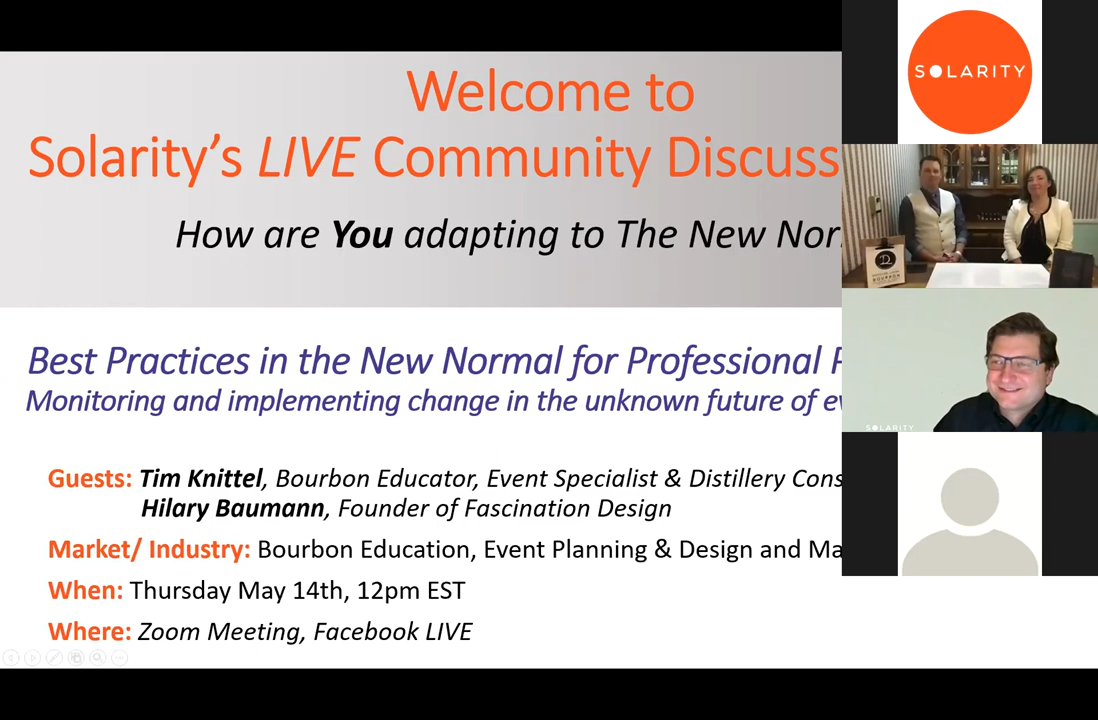 Welcome to
Solarity's LIVE Community Discuss
How are You adapting to The New Nor
Best Practices in the New Normal for Professional
Monitoring and implementing change in the unknown future of
Guests: Tim Knittel, Bourbon Educator, Event Specialist & Distillery Cons
Hilary Baumann, Founder of Fascination Design
Market/ Industry: Bourbon Education, Event Planning & Design and Ma
When: Thursday May 14th, 12pm EST
Where: Zoom Meeting, Facebook LIVE
SOLARITY
BOURBON
SOLARITY